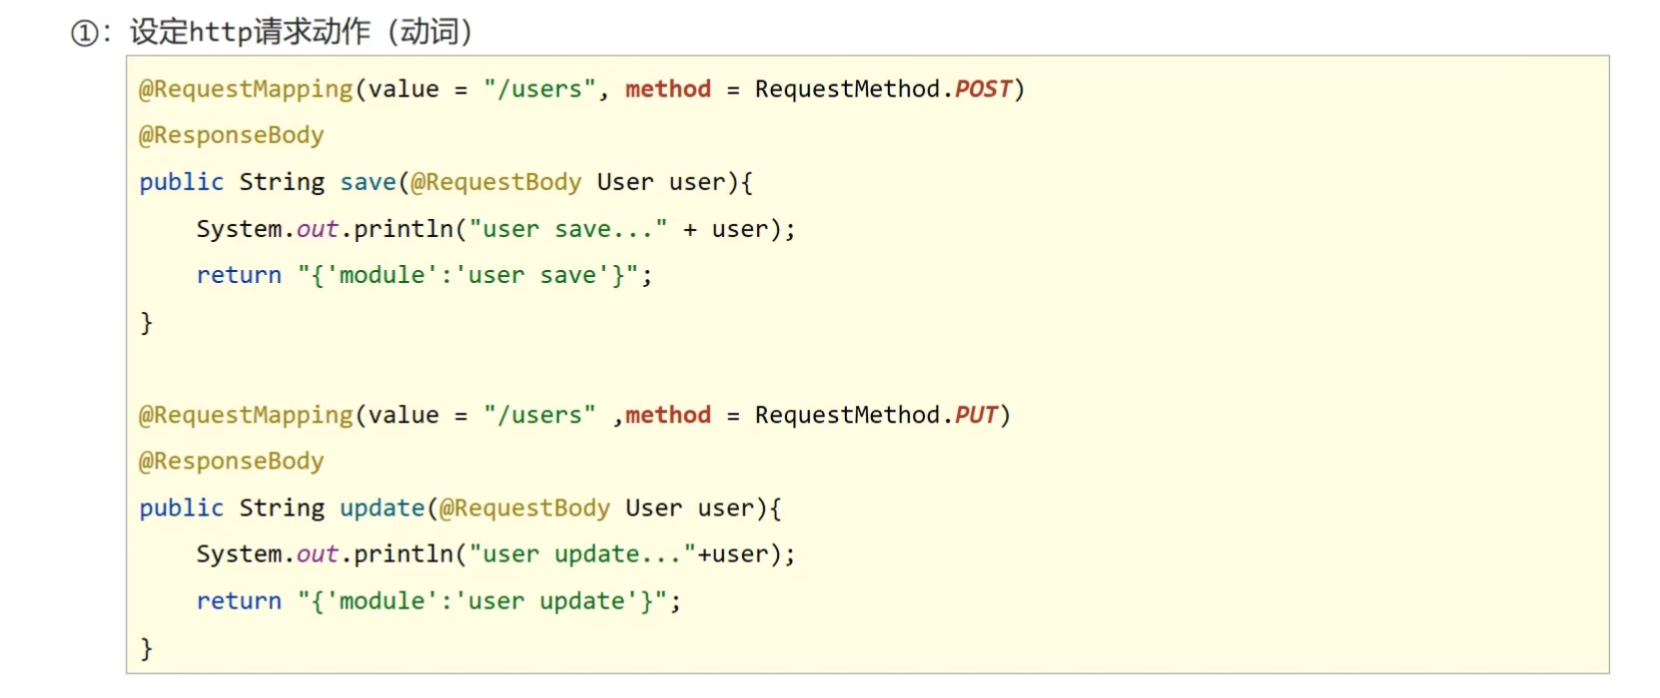 ①：设定http请求动作（动词）
@RequestMapping(value = "/users", method = RequestMethod.POST)
@ResponseBody
public String save(@RequestBody User user){
    System.out.println("user save..." + user);
    return "{'module':'user save'}";
}
@RequestMapping(value = "/users" ,method = RequestMethod.PUT)
@ResponseBody
public String update(@RequestBody User user){
    System.out.println("user update..."+user);
    return "{'module':'user update'}";
}